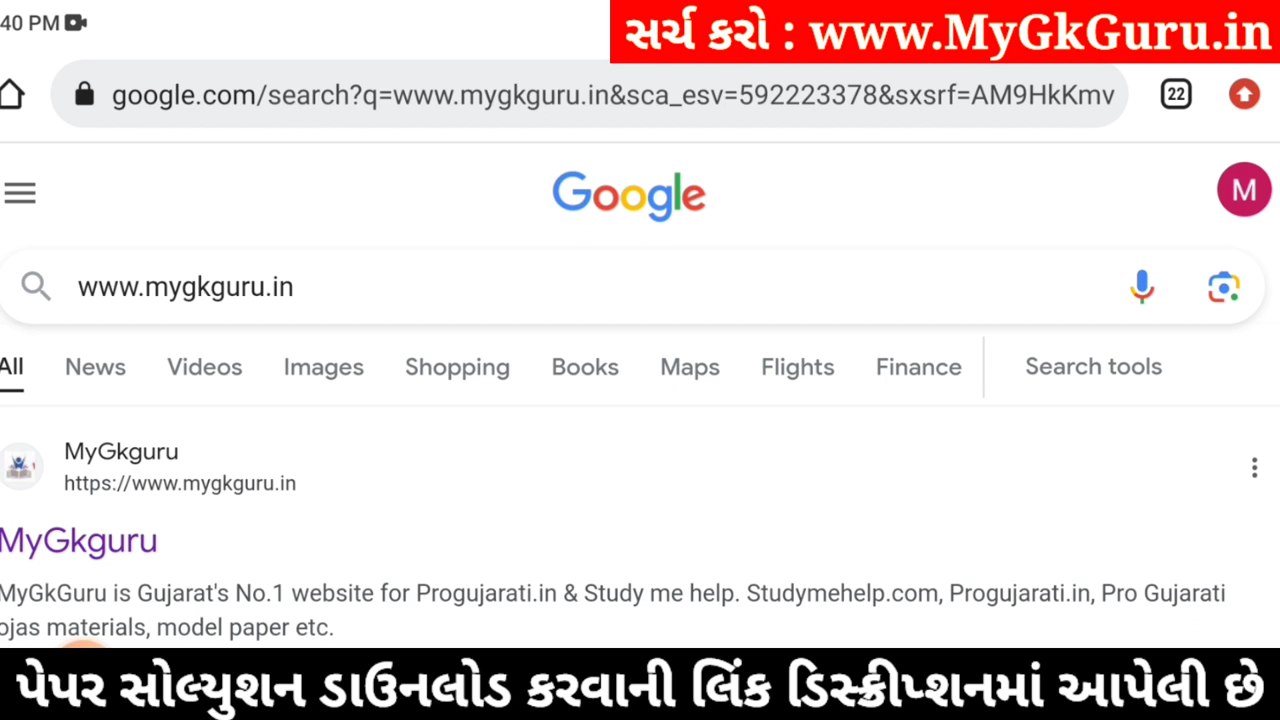 40 PM
સર્ચ કરો : www.MyGkGuru.in
google.com/search?q=www.mygkguru.in&sca_esv=592223378&sxsrf=AM9HkKmv
22
Google
M
www.mygkguru.in
All News Videos Images Shopping Books Maps Flights Finance Search tools
MyGkguru
https://www.mygkguru.in
MyGkguru
MyGkGuru is Gujarat's No.1 website for Progujarati.in & Study me help. Studymehelp.com, Progujarati.in, Pro Gujarati
ojas materials, model paper etc.
પેપર સોલ્યુશન ડાઉનલોડ કરવાની લિંક ડિસ્ક્રીપ્શનમાં આપેલી છે